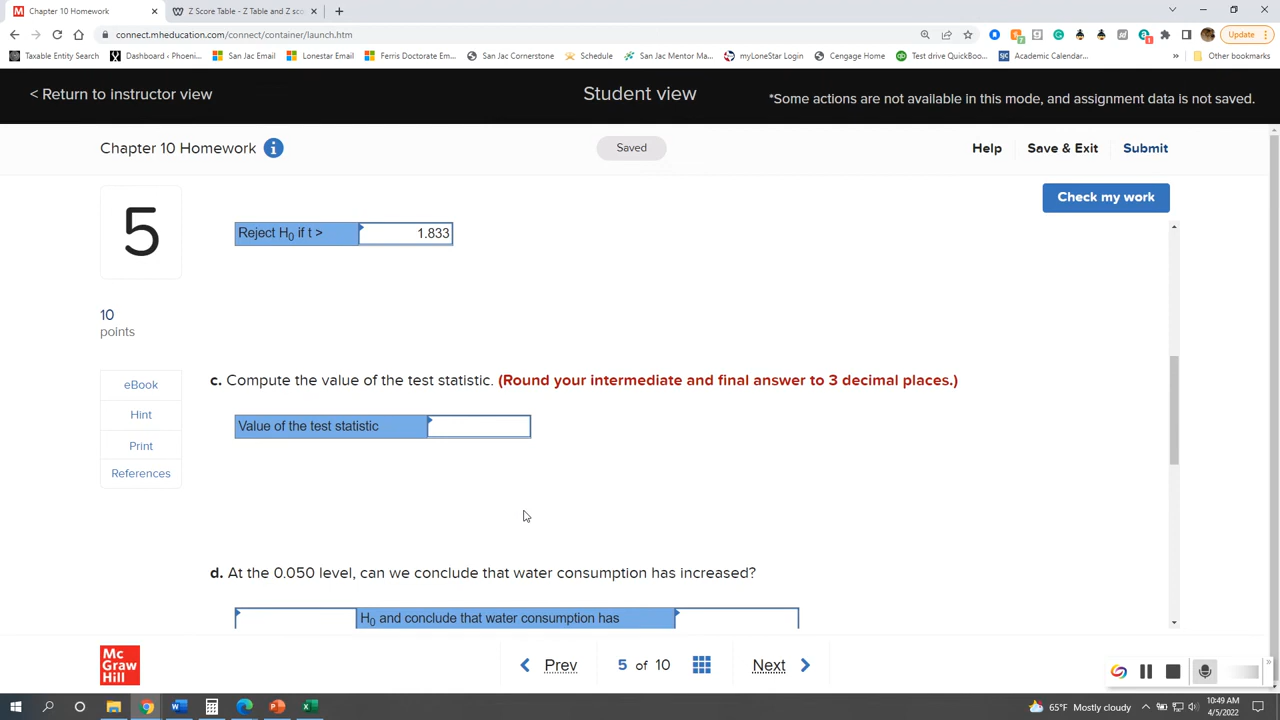 Chapter 10 Homework
Z Score Table - Z Table and Z sco
connect.mheducation.com/connect/container/launch.htm
Update
Taxable Entity Search
Dashboard ‹ Phoeni...
San Jac Email
Lonestar Email
Ferris Doctorate Em...
San Jac Cornerstone
Schedule
San Jac Mentor Ma...
myLoneStar Login
Cengage Home
Test drive QuickBoo...
Academic Calendar...
Other bookmarks
< Return to instructor view
Student view
*Some actions are not available in this mode, and assignment data is not saved.
Chapter 10 Homework
Saved
Help
Save & Exit
Submit
5
Check my work
Reject H0 if t >
1.833
10
points
eBook
Hint
Print
References
c. Compute the value of the test statistic. (Round your intermediate and final answer to 3 decimal places.)
Value of the test statistic
d. At the 0.050 level, can we conclude that water consumption has increased?
H0 and conclude that water consumption has
Mc
Graw
Hill
Prev
5 of 10
Next
65°F Mostly cloudy
10:49 AM
4/5/2022